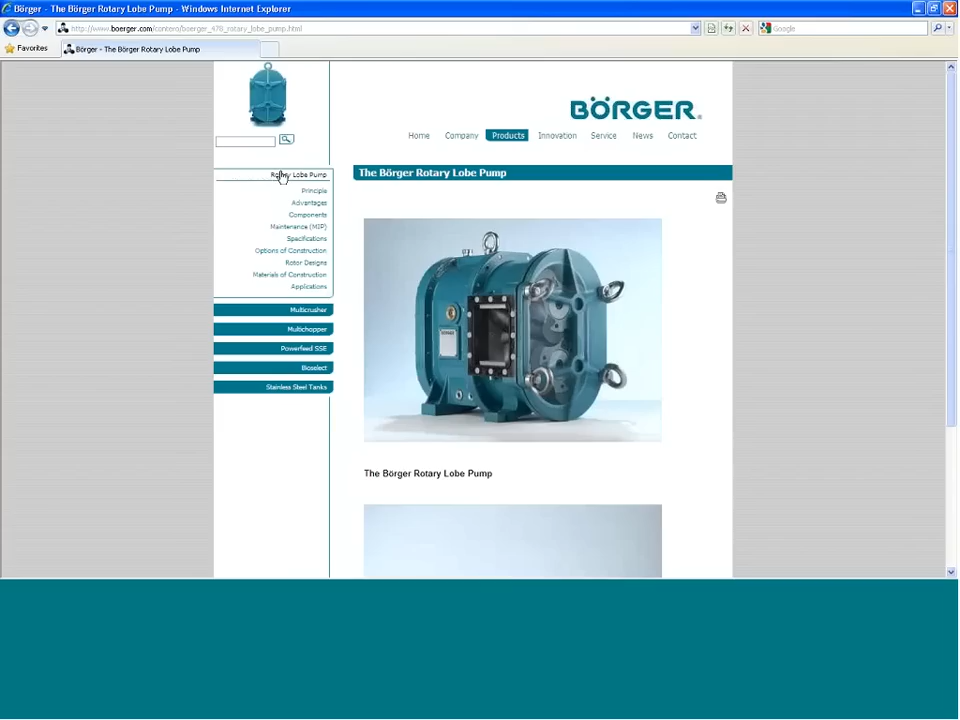 Börger - The Börger Rotary Lobe Pump - Windows Internet Explorer
http://www.boerger.com/contero/boerger_470_rotary_lobe_pump.html
Google
Favorites
Börger - The Börger Rotary Lobe Pump
BÖRGER
Home Company Products Innovation Service News Contact
Rotary Lobe Pump
The Börger Rotary Lobe Pump
Principle
Advantages
Components
Maintenance (MIP)
Specifications
Options of Construction
Rotor Designs
Materials of Construction
Applications
Multicrusher
Multichopper
Powerfeed SSE
Bioselect
Stainless Steel Tanks
The Börger Rotary Lobe Pump